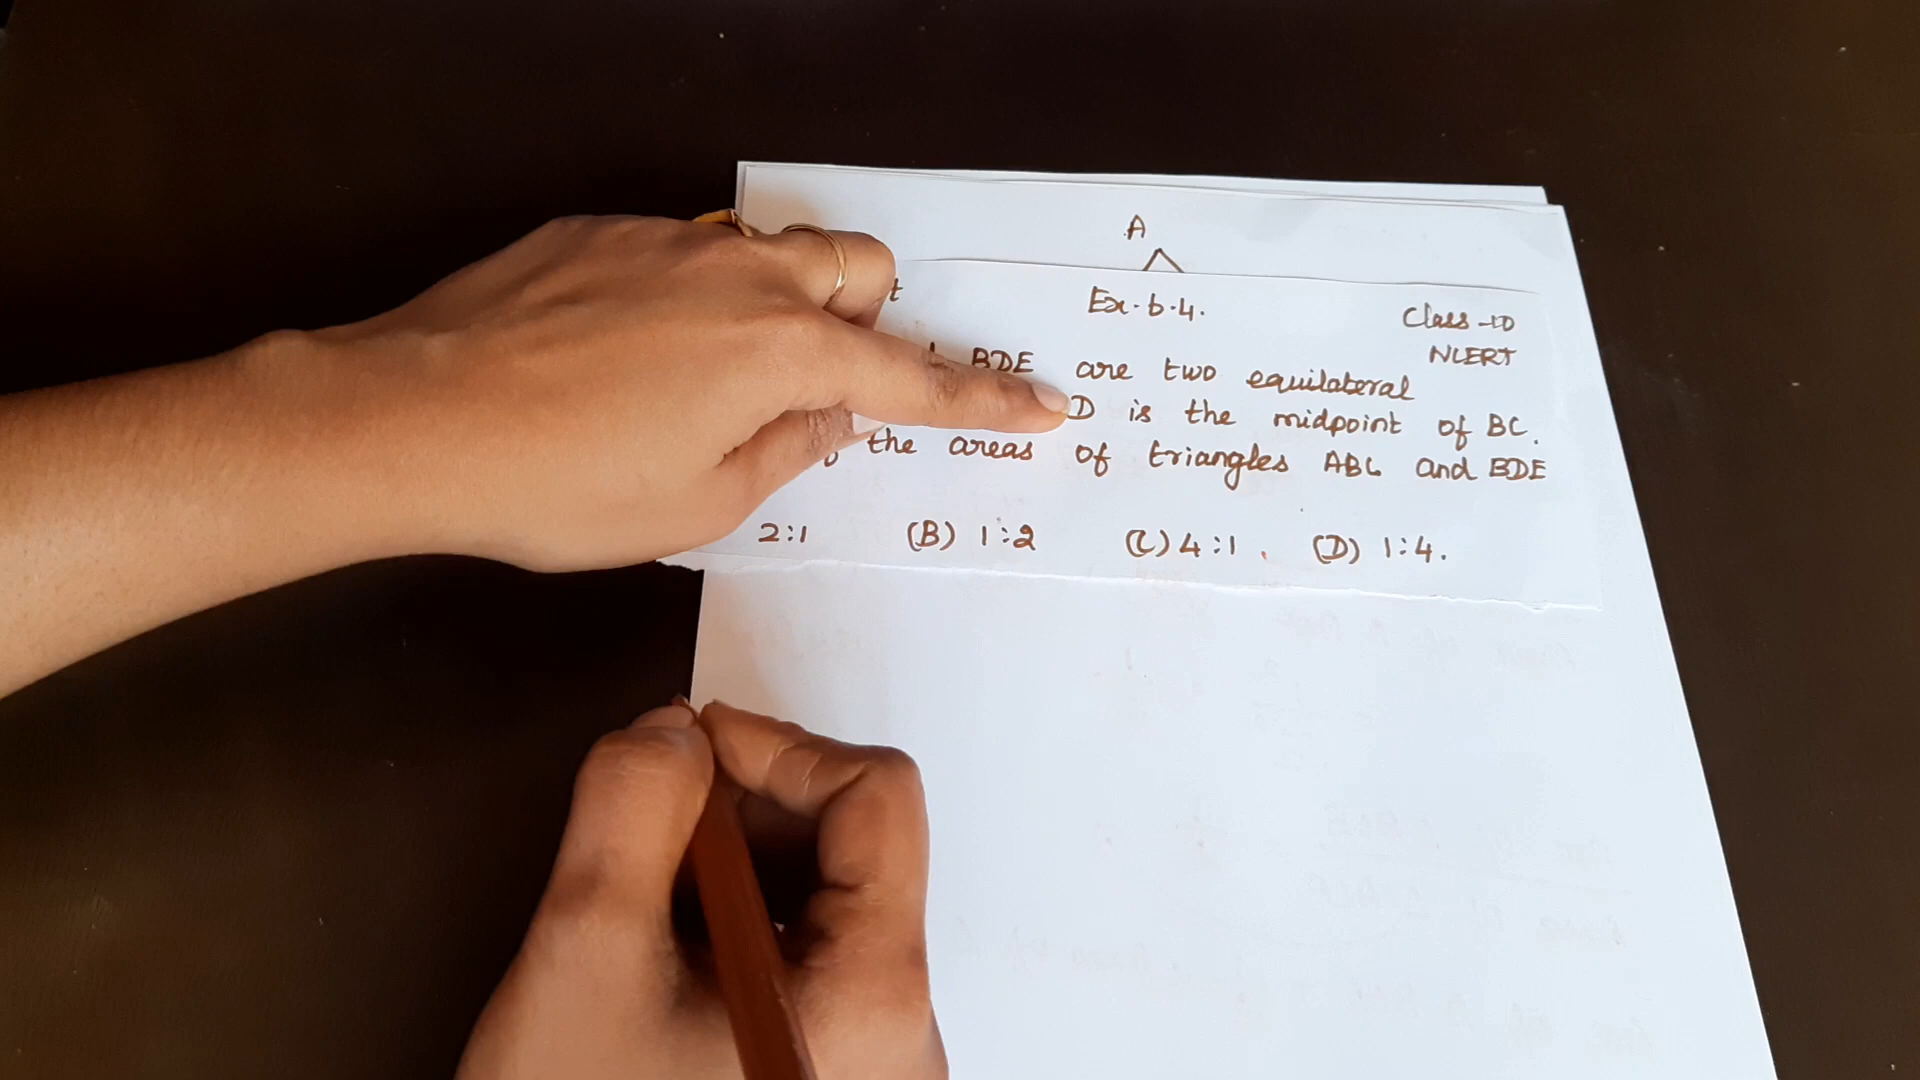 A
Ex. 6.4.
Class - 10
NCERT
BDE are two equilateral
D is the midpoint of BC.
the areas of triangles ABC and BDE
2:1 (B) 1:2 (C) 4:1 . (D) 1:4.